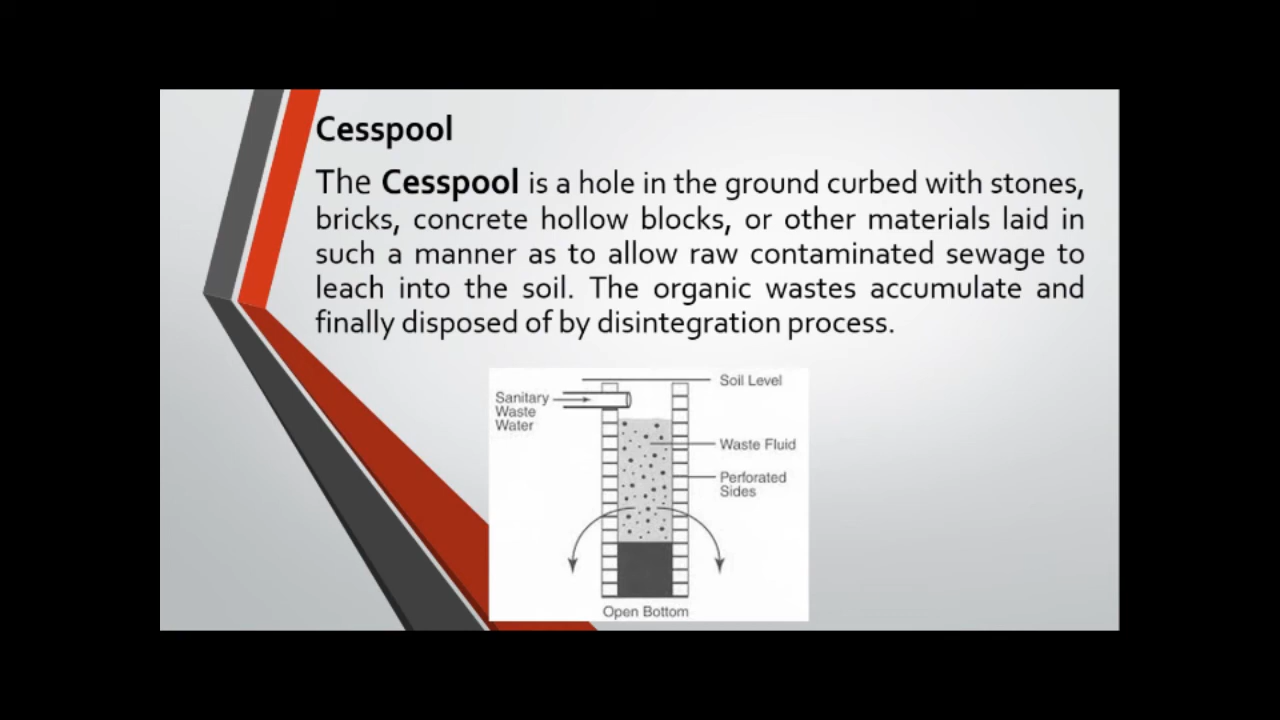 Cesspool
The Cesspool is a hole in the ground curbed with stones,
bricks, concrete hollow blocks, or other materials laid in
such a manner as to allow raw contaminated sewage to
leach into the soil. The organic wastes accumulate and
finally disposed of by disintegration process.
Soil Level
Sanitary
Waste
Water
Waste Fluid
Perforated
Sides
Open Bottom